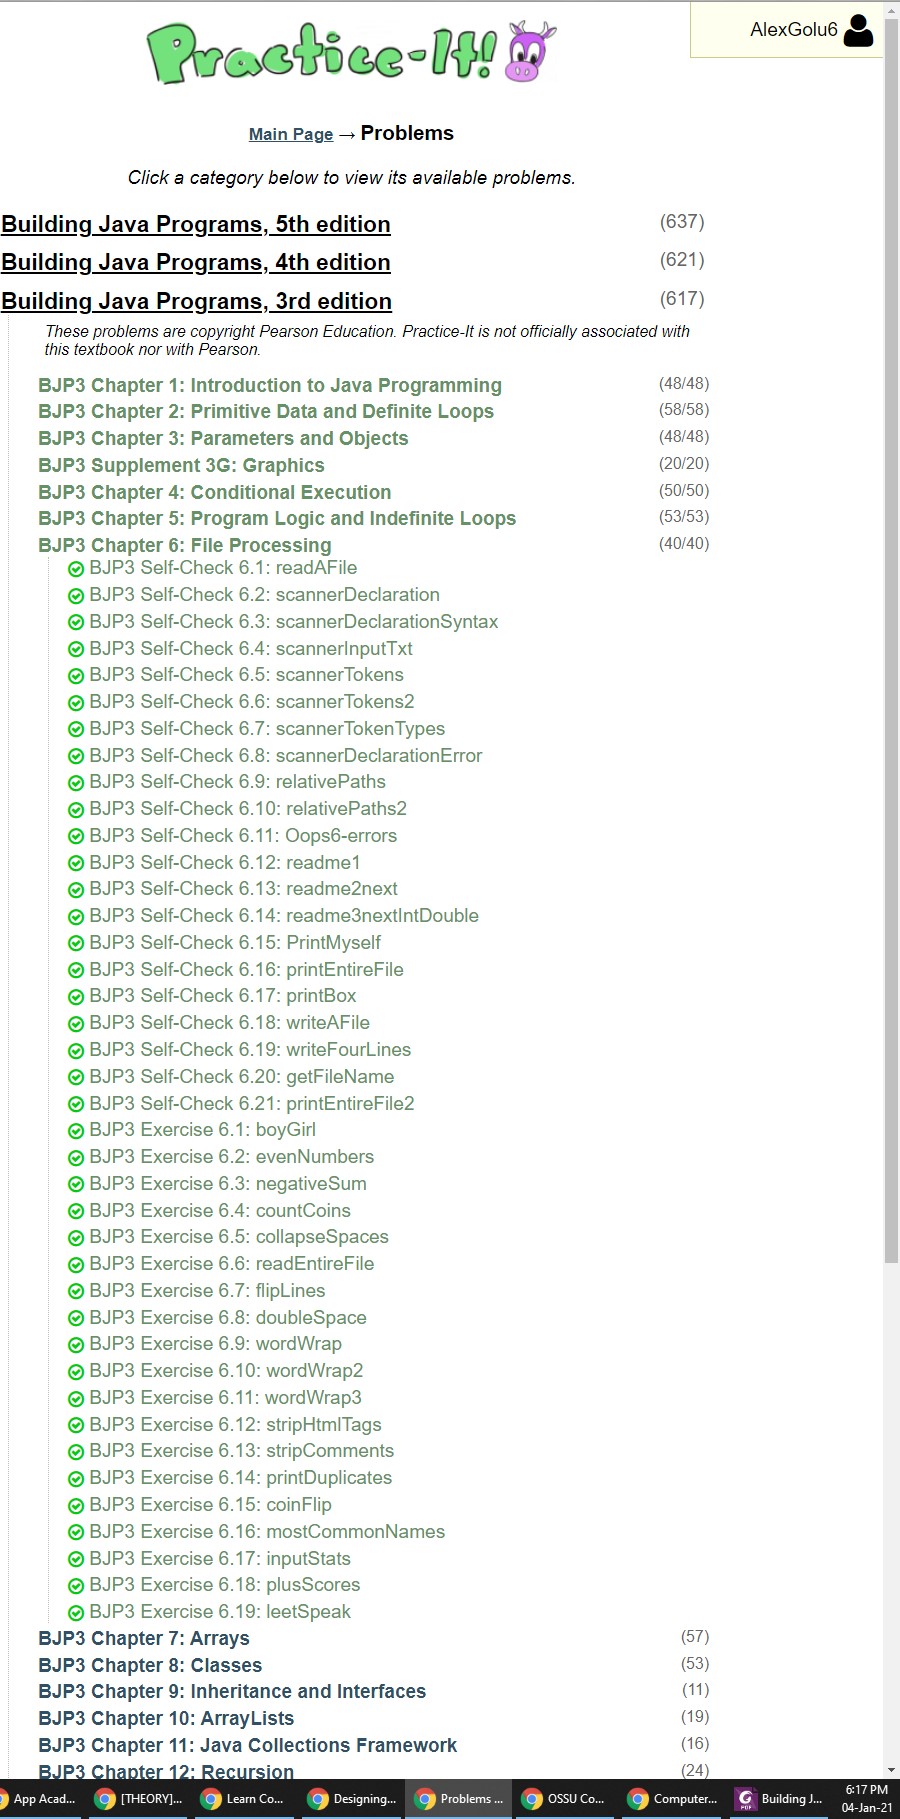 Practice-It!
AlexGolu6
Main Page → Problems
Click a category below to view its available problems.
Building Java Programs, 5th edition (637)
Building Java Programs, 4th edition (621)
Building Java Programs, 3rd edition (617)
These problems are copyright Pearson Education. Practice-It is not officially associated with
this textbook nor with Pearson.
BJP3 Chapter 1: Introduction to Java Programming (48/48)
BJP3 Chapter 2: Primitive Data and Definite Loops (58/58)
BJP3 Chapter 3: Parameters and Objects (48/48)
BJP3 Supplement 3G: Graphics (20/20)
BJP3 Chapter 4: Conditional Execution (50/50)
BJP3 Chapter 5: Program Logic and Indefinite Loops (53/53)
BJP3 Chapter 6: File Processing (40/40)
BJP3 Self-Check 6.1: readAFile
BJP3 Self-Check 6.2: scannerDeclaration
BJP3 Self-Check 6.3: scannerDeclarationSyntax
BJP3 Self-Check 6.4: scannerInputTxt
BJP3 Self-Check 6.5: scannerTokens
BJP3 Self-Check 6.6: scannerTokens2
BJP3 Self-Check 6.7: scannerTokenTypes
BJP3 Self-Check 6.8: scannerDeclarationError
BJP3 Self-Check 6.9: relativePaths
BJP3 Self-Check 6.10: relativePaths2
BJP3 Self-Check 6.11: Oops6-errors
BJP3 Self-Check 6.12: readme1
BJP3 Self-Check 6.13: readme2next
BJP3 Self-Check 6.14: readme3nextIntDouble
BJP3 Self-Check 6.15: PrintMyself
BJP3 Self-Check 6.16: printEntireFile
BJP3 Self-Check 6.17: printBox
BJP3 Self-Check 6.18: writeAFile
BJP3 Self-Check 6.19: writeFourLines
BJP3 Self-Check 6.20: getFileName
BJP3 Self-Check 6.21: printEntireFile2
BJP3 Exercise 6.1: boyGirl
BJP3 Exercise 6.2: evenNumbers
BJP3 Exercise 6.3: negativeSum
BJP3 Exercise 6.4: countCoins
BJP3 Exercise 6.5: collapseSpaces
BJP3 Exercise 6.6: readEntireFile
BJP3 Exercise 6.7: flipLines
BJP3 Exercise 6.8: doubleSpace
BJP3 Exercise 6.9: wordWrap
BJP3 Exercise 6.10: wordWrap2
BJP3 Exercise 6.11: wordWrap3
BJP3 Exercise 6.12: stripHtmlTags
BJP3 Exercise 6.13: stripComments
BJP3 Exercise 6.14: printDuplicates
BJP3 Exercise 6.15: coinFlip
BJP3 Exercise 6.16: mostCommonNames
BJP3 Exercise 6.17: inputStats
BJP3 Exercise 6.18: plusScores
BJP3 Exercise 6.19: leetSpeak
BJP3 Chapter 7: Arrays (57)
BJP3 Chapter 8: Classes (53)
BJP3 Chapter 9: Inheritance and Interfaces (11)
BJP3 Chapter 10: ArrayLists (19)
BJP3 Chapter 11: Java Collections Framework (16)
BJP3 Chapter 12: Recursion (24)
App Acad... [THEORY]... Learn Co... Designing... Problems ... OSSU Co... Computer... Building J... 6:17 PM
04-Jan-21